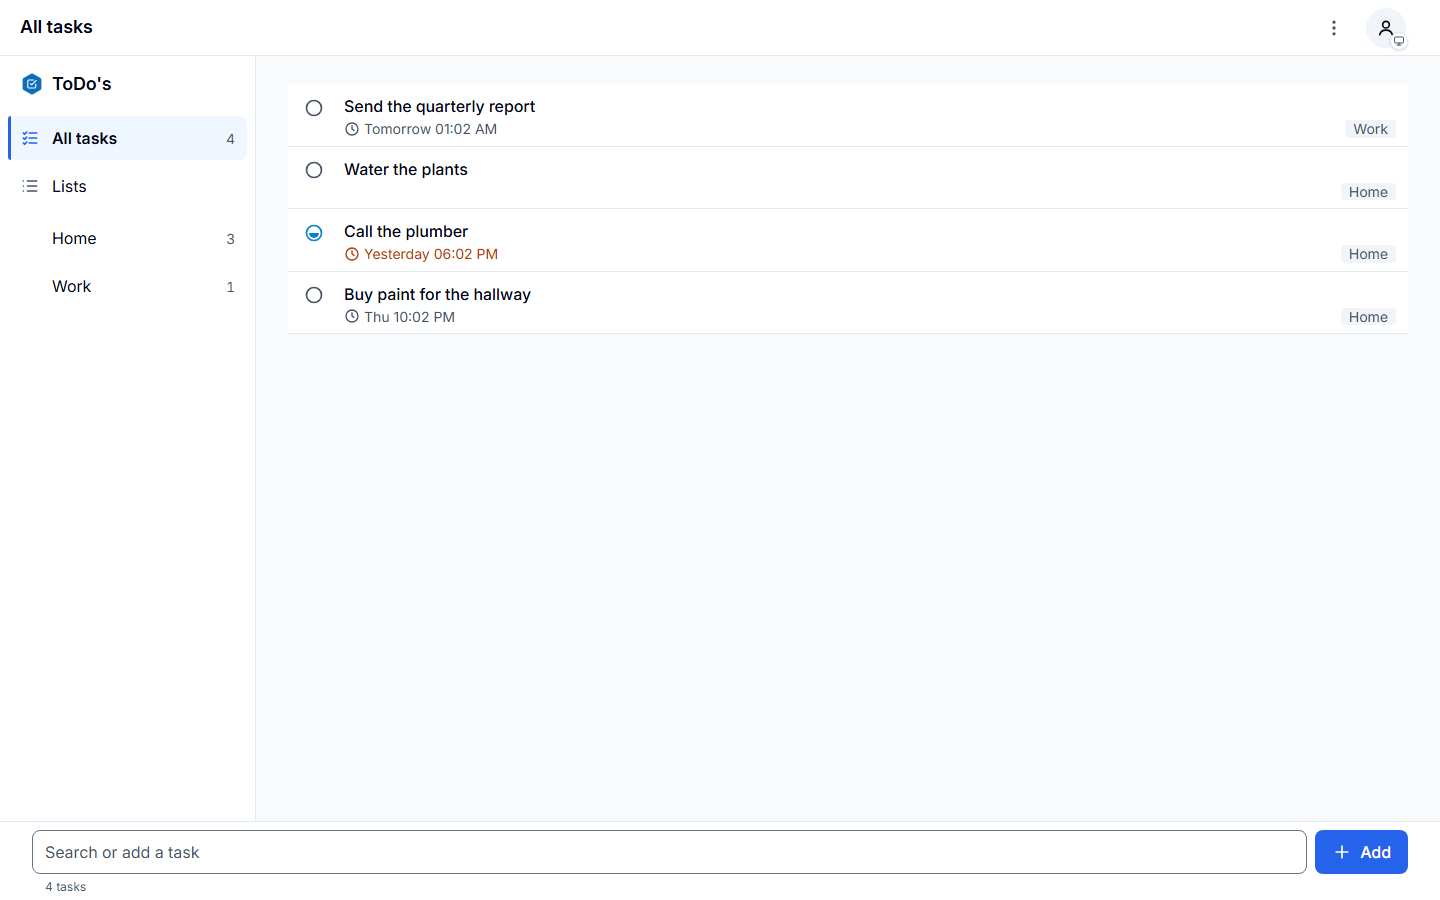 All tasks
ToDo's
All tasks 4
Lists
Home 3
Work 1
Send the quarterly report
Tomorrow 01:02 AM
Work
Water the plants
Home
Call the plumber
Yesterday 06:02 PM
Home
Buy paint for the hallway
Thu 10:02 PM
Home
Search or add a task
Add
4 tasks